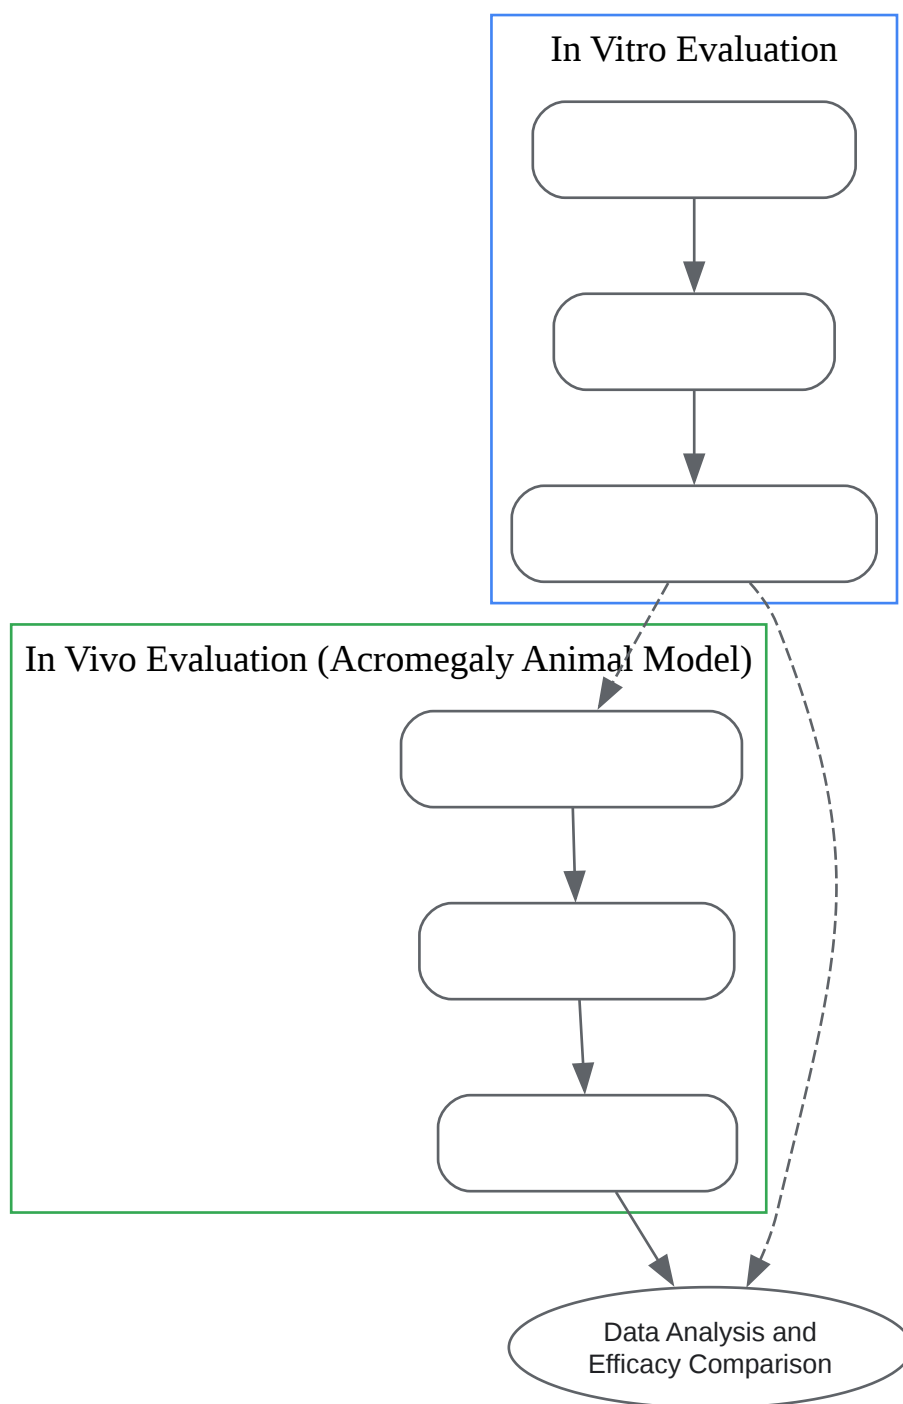 In Vitro Evaluation
In Vivo Evaluation (Acromegaly Animal Model)
Data Analysis and
Efficacy Comparison